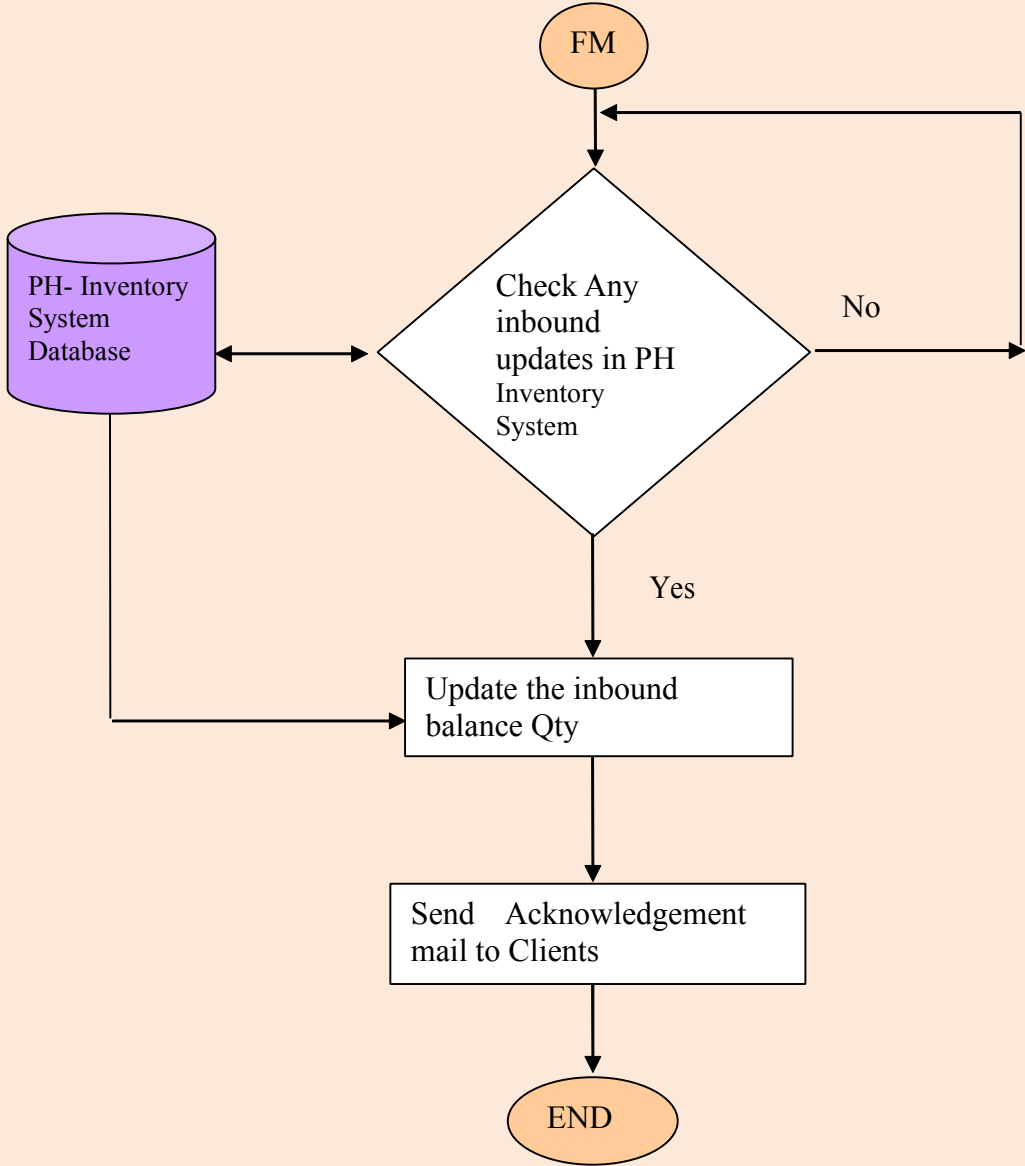 FM
PH- Inventory
System
Database
Check Any
inbound
updates in PH
Inventory
System
No
Yes
Update the inbound
balance Qty
Send Acknowledgement
mail to Clients
END